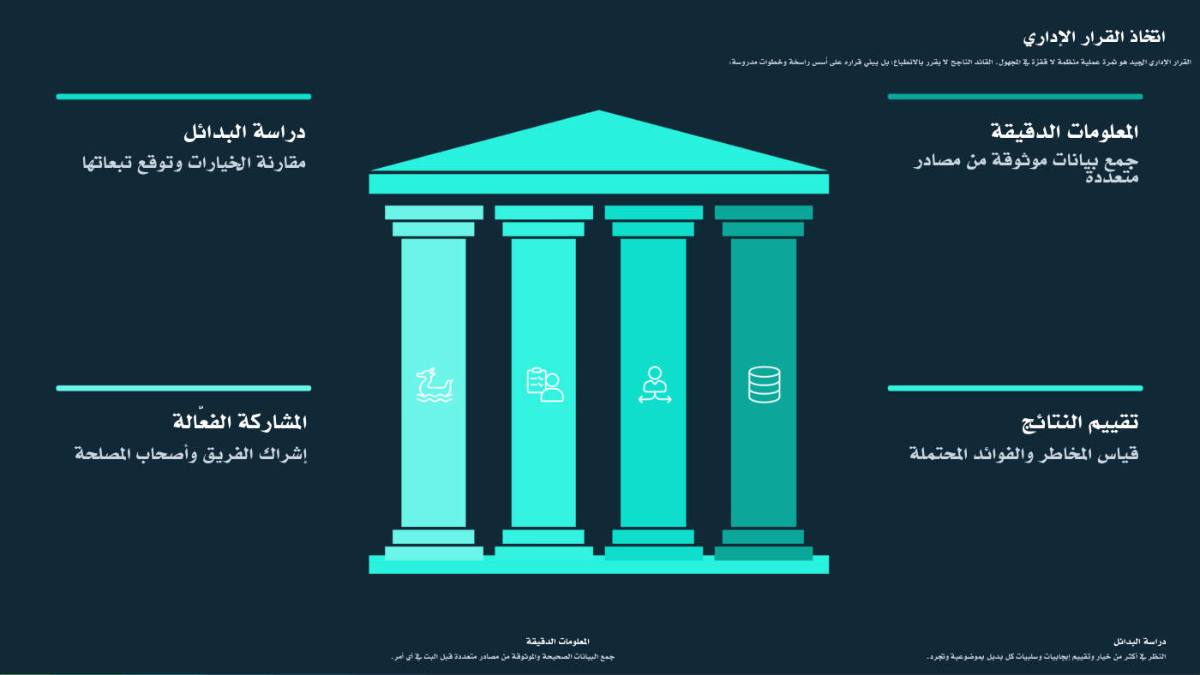 اتخاذ القرار الإداري
القرار الإداري الجيد هو ثمرة عملية منظمة لا قفزة في المجهول. القائد الناجح لا يقرر بالانطباع؛ بل يبني قراره على أسس راسخة وخطوات مدروسة:
المعلومات الدقيقة
جمع بيانات موثوقة من مصادر
متعددة
دراسة البدائل
مقارنة الخيارات وتوقع تبعاتها
تقييم النتائج
قياس المخاطر والفوائد المحتملة
المشاركة الفعّالة
إشراك الفريق وأصحاب المصلحة
دراسة البدائل
النظر في أكثر من خيار وتقييم إيجابيات وسلبيات كل بديل بموضوعية وتجرد.
المعلومات الدقيقة
جمع البيانات الصحيحة والموثوقة من مصادر متعددة قبل البت في أي أمر.